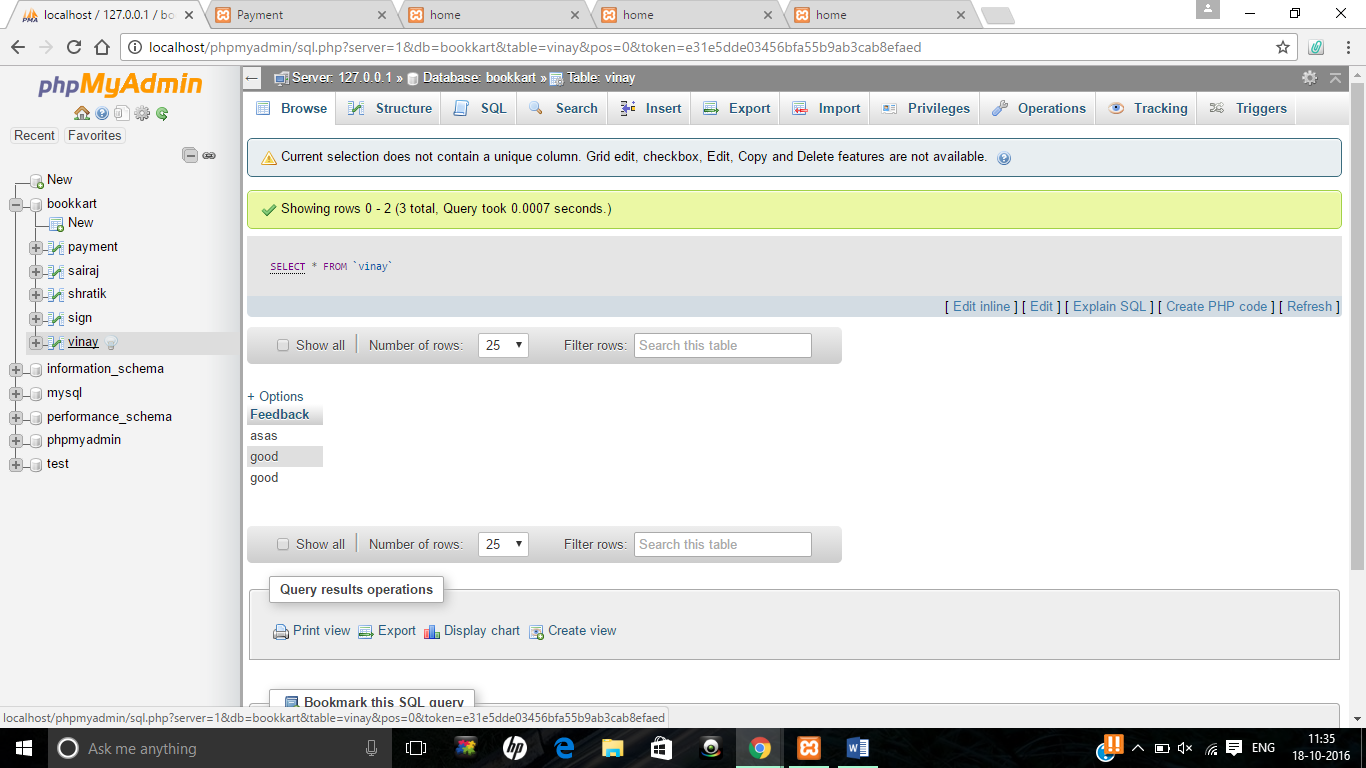 localhost / 127.0.0.1 / bo
Payment
home
home
home
localhost/phpmyadmin/sql.php?server=1&db=bookkart&table=vinay&pos=0&token=e31e5dde03456bfa55b9ab3cab8efaed
phpMyAdmin
Recent
Favorites
New
bookkart
New
payment
sairaj
shratik
sign
vinay
information_schema
mysql
performance_schema
phpmyadmin
test
Server: 127.0.0.1 » Database: bookkart » Table: vinay
Browse Structure SQL Search Insert Export Import Privileges Operations Tracking Triggers
Current selection does not contain a unique column. Grid edit, checkbox, Edit, Copy and Delete features are not available.
Showing rows 0 - 2 (3 total, Query took 0.0007 seconds.)
SELECT * FROM `vinay`
[ Edit inline ] [ Edit ] [ Explain SQL ] [ Create PHP code ] [ Refresh ]
Show all Number of rows: 25 Filter rows: Search this table
+ Options
Feedback
asas
good
good
Show all Number of rows: 25 Filter rows: Search this table
Query results operations
Print view Export Display chart Create view
Bookmark this SQL query
localhost/phpmyadmin/sql.php?server=1&db=bookkart&table=vinay&pos=0&token=e31e5dde03456bfa55b9ab3cab8efaed
Ask me anything
ENG
11:35
18-10-2016